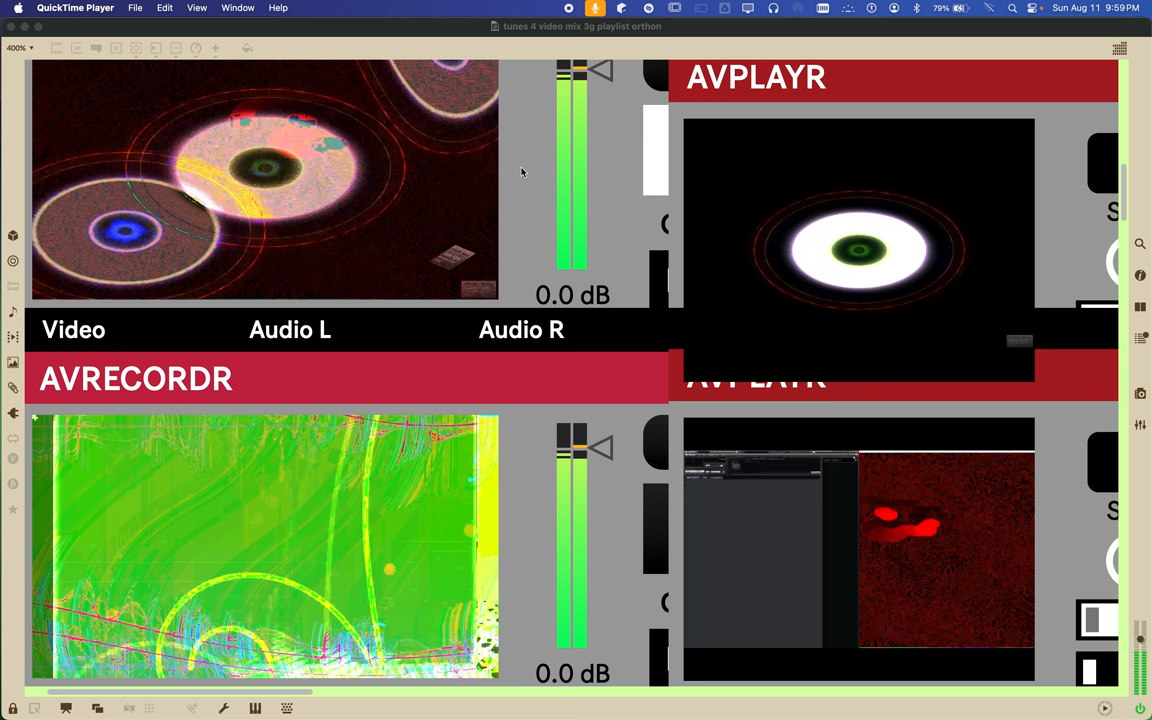 QuickTime Player File Edit View Window Help 79% Sun Aug 11 9:59 PM
tunes 4 video mix 3g playlist orthon
400%
AVPLAYR
0.0 dB
Video Audio L Audio R
AVRECORDR
AVPLAYR
0.0 dB